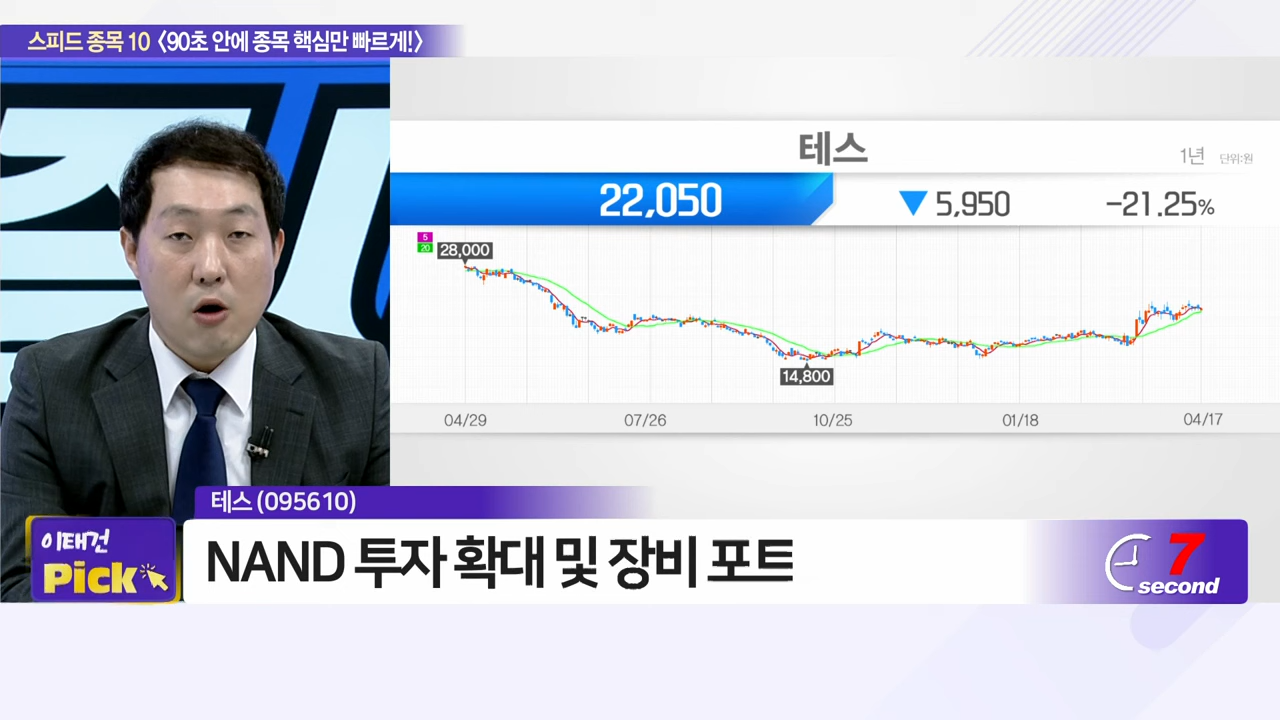 스피드 종목 10 〈90초 안에 종목 핵심만 빠르게!〉
테스
1년 단위:원
22,050 ▼ 5,950 -21.25%
5
20
28,000
14,800
04/29 07/26 10/25 01/18 04/17
테스 (095610)
이태건
Pick
NAND 투자 확대 및 장비 포트
7
second